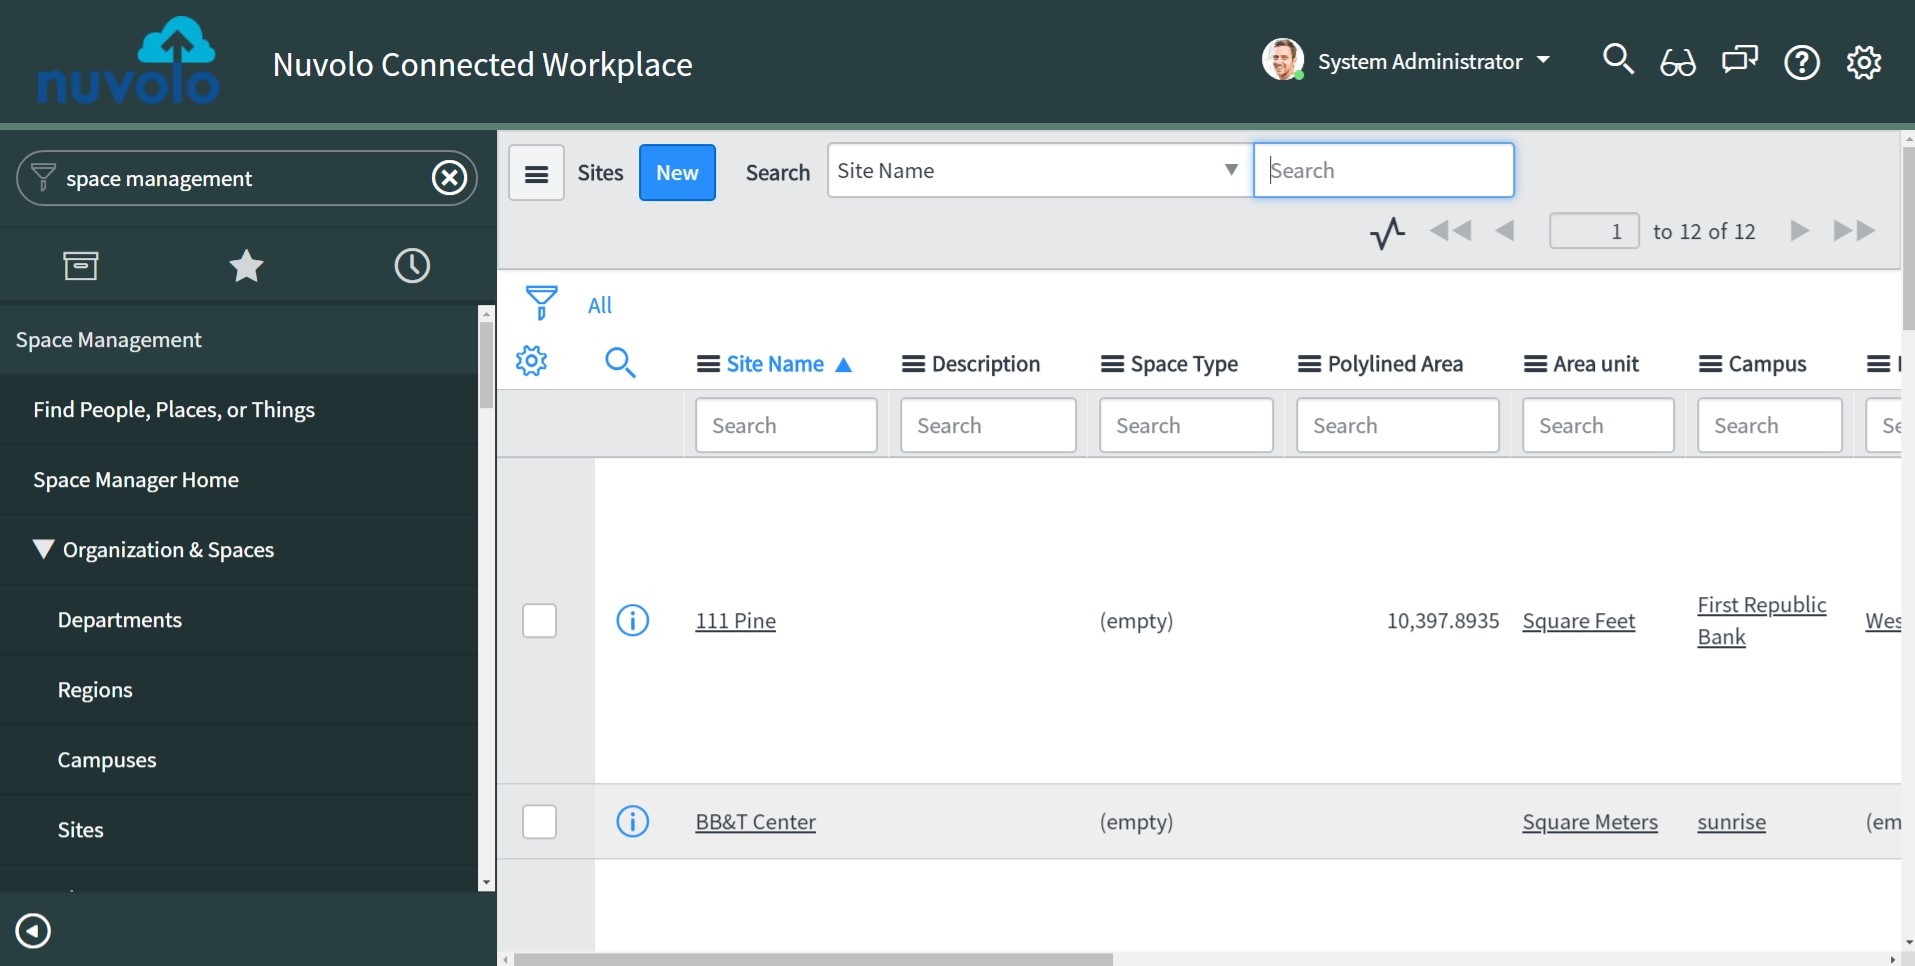 nuvolo
Nuvolo Connected Workplace
System Administrator
space management
Sites
New
Search
Site Name
Search
1
to 12 of 12
Space Management
Find People, Places, or Things
Space Manager Home
Organization & Spaces
Departments
Regions
Campuses
Sites
All
Site Name
Description
Space Type
Polylined Area
Area unit
Campus
Search
Search
Search
Search
Search
Search
Se
111 Pine
(empty)
10,397.8935
Square Feet
First Republic
Bank
Wes
BB&T Center
(empty)
Square Meters
sunrise
(em